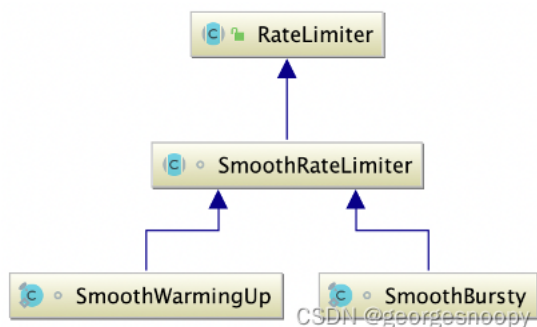 RateLimiter
SmoothRateLimiter
SmoothWarmingUp
SmoothBursty
CSDN @georgesnoopy